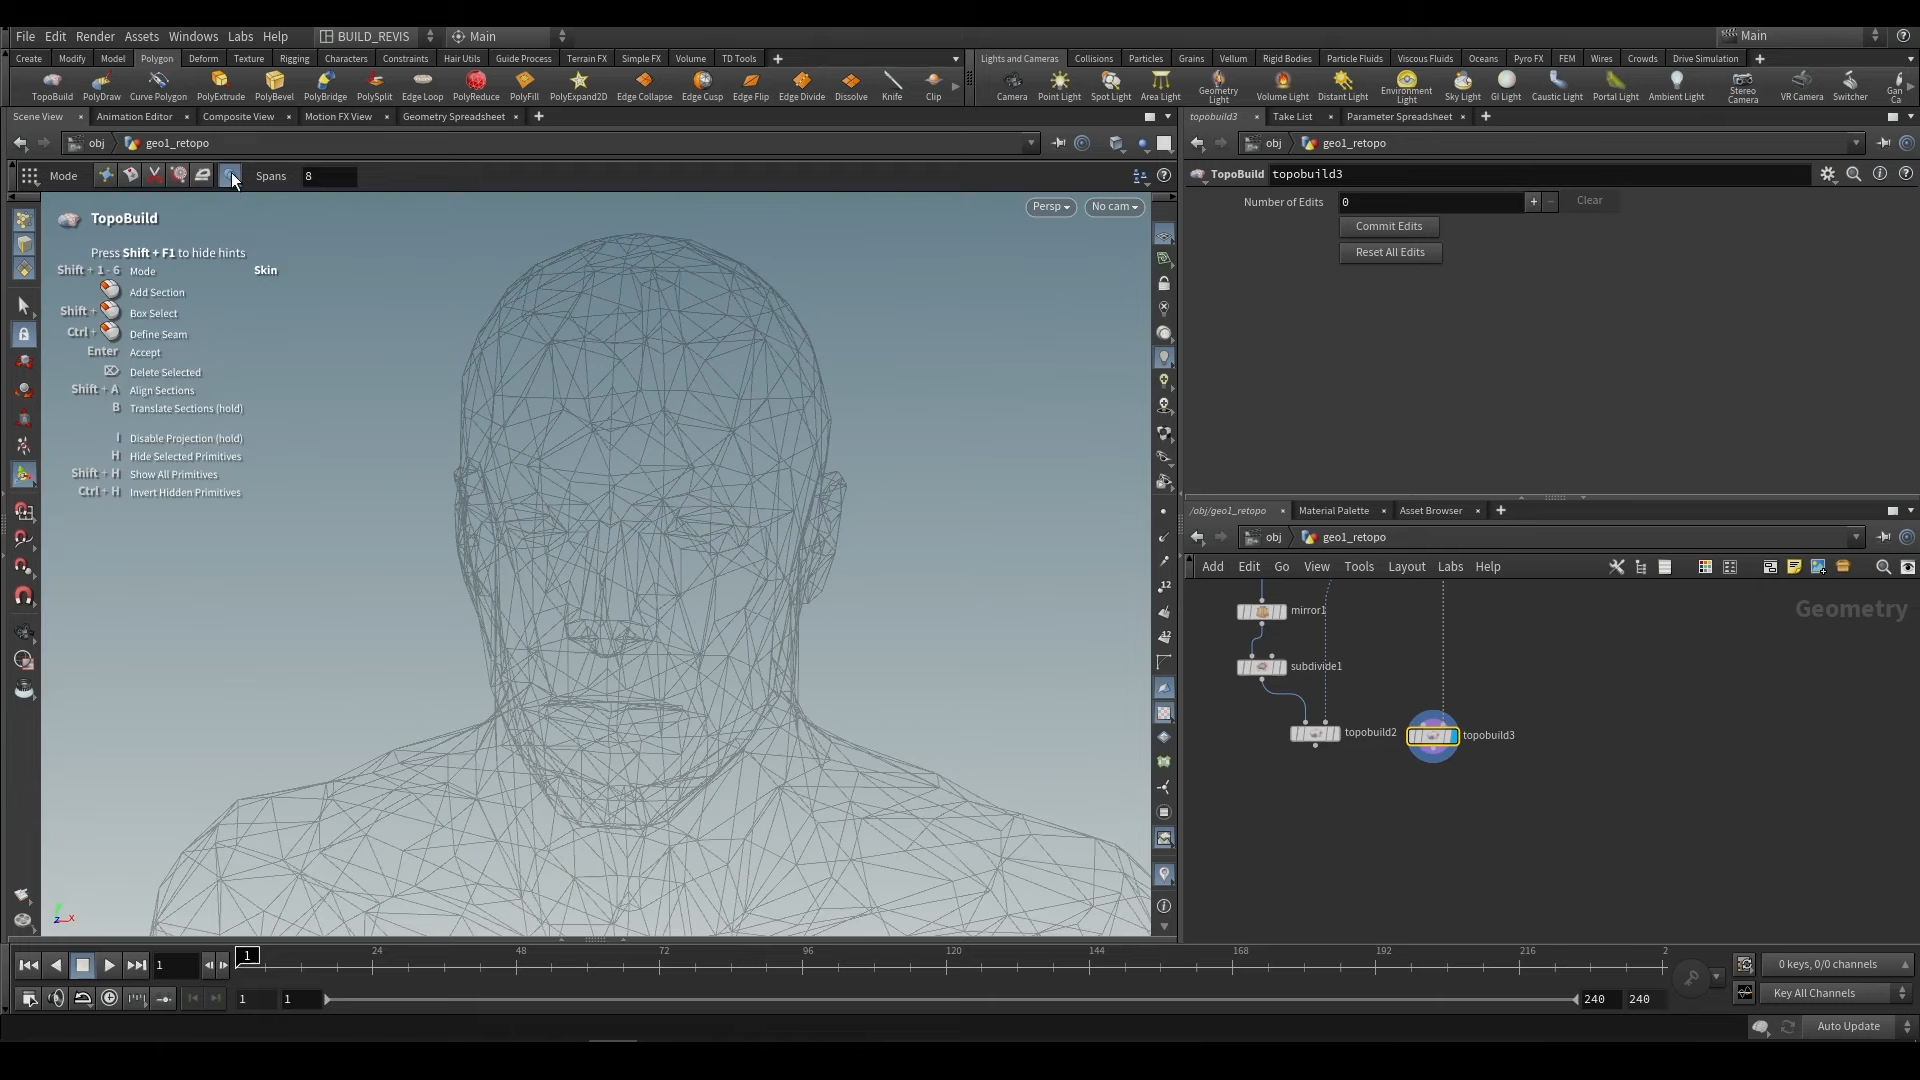 File Edit Render Assets Windows Labs Help BUILD_REVIS Main Main
Create Modify Model Polygon Deform Texture Rigging Characters Constraints Hair Utils Guide Process Terrain FX Simple FX Volume TD Tools
Lights and Cameras Collisions Particles Grains Vellum Rigid Bodies Particle Fluids Viscous Fluids Oceans Pyro FX FEM Wires Crowds Drive Simulation
TopoBuild PolyDraw Curve Polygon PolyExtrude PolyBevel PolyBridge PolySplit Edge Loop PolyReduce PolyFill PolyExpand2D Edge Collapse Edge Cusp Edge Flip Edge Divide Dissolve Knife Clip
Camera Point Light Spot Light Area Light Geometry Light Volume Light Distant Light Environment Light Sky Light GI Light Caustic Light Portal Light Ambient Light Stereo Camera VR Camera Switcher Gan Ca
Scene View Animation Editor Composite View Motion FX View Geometry Spreadsheet
topobuild3 Take List Parameter Spreadsheet
obj geo1_retopo
obj geo1_retopo
Mode Spans 8
TopoBuild topobuild3
Number of Edits 0 Clear
Commit Edits
Reset All Edits
Persp No cam
TopoBuild
Press Shift + F1 to hide hints
Shift + 1 - 6 Mode Skin
Add Section
Shift + Box Select
Ctrl + Define Seam
Enter Accept
Delete Selected
Shift + A Align Sections
B Translate Sections (hold)
I Disable Projection (hold)
H Hide Selected Primitives
Shift + H Show All Primitives
Ctrl + H Invert Hidden Primitives
12
12
z x
/obj/geo1_retopo Material Palette Asset Browser
obj geo1_retopo
Add Edit Go View Tools Layout Labs Help
Geometry
mirror1
subdivide1
topobuild2
topobuild3
1 1 24 48 72 96 120 144 168 192 216 2
0 keys, 0/0 channels
1 1 240 240
Key All Channels
Auto Update